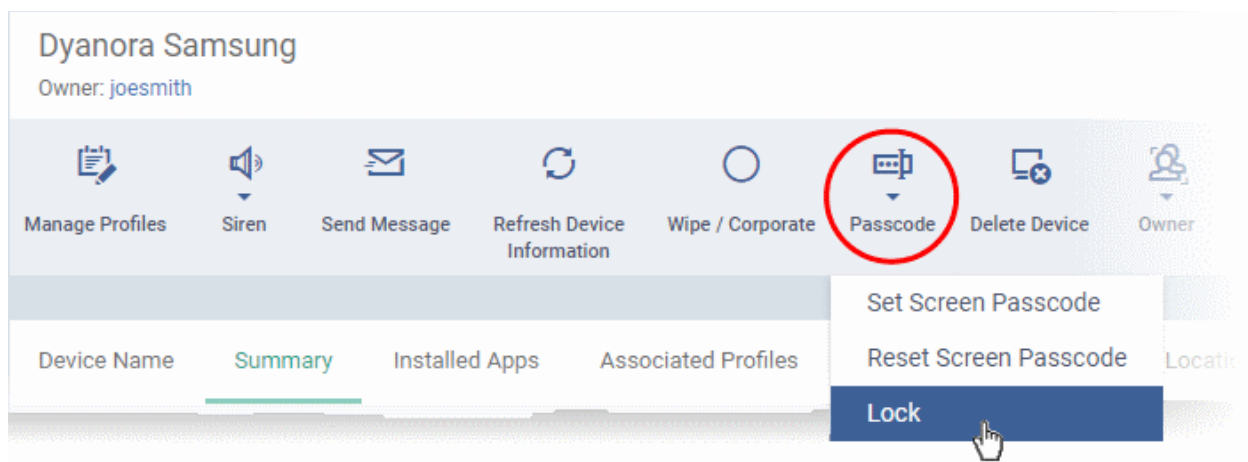 Dyanora Samsung
Owner: joesmith
Manage Profiles
Siren
Send Message
Refresh Device
Information
Wipe / Corporate
Passcode
Delete Device
Owner
Set Screen Passcode
Reset Screen Passcode
Lock
Device Name
Summary
Installed Apps
Associated Profiles